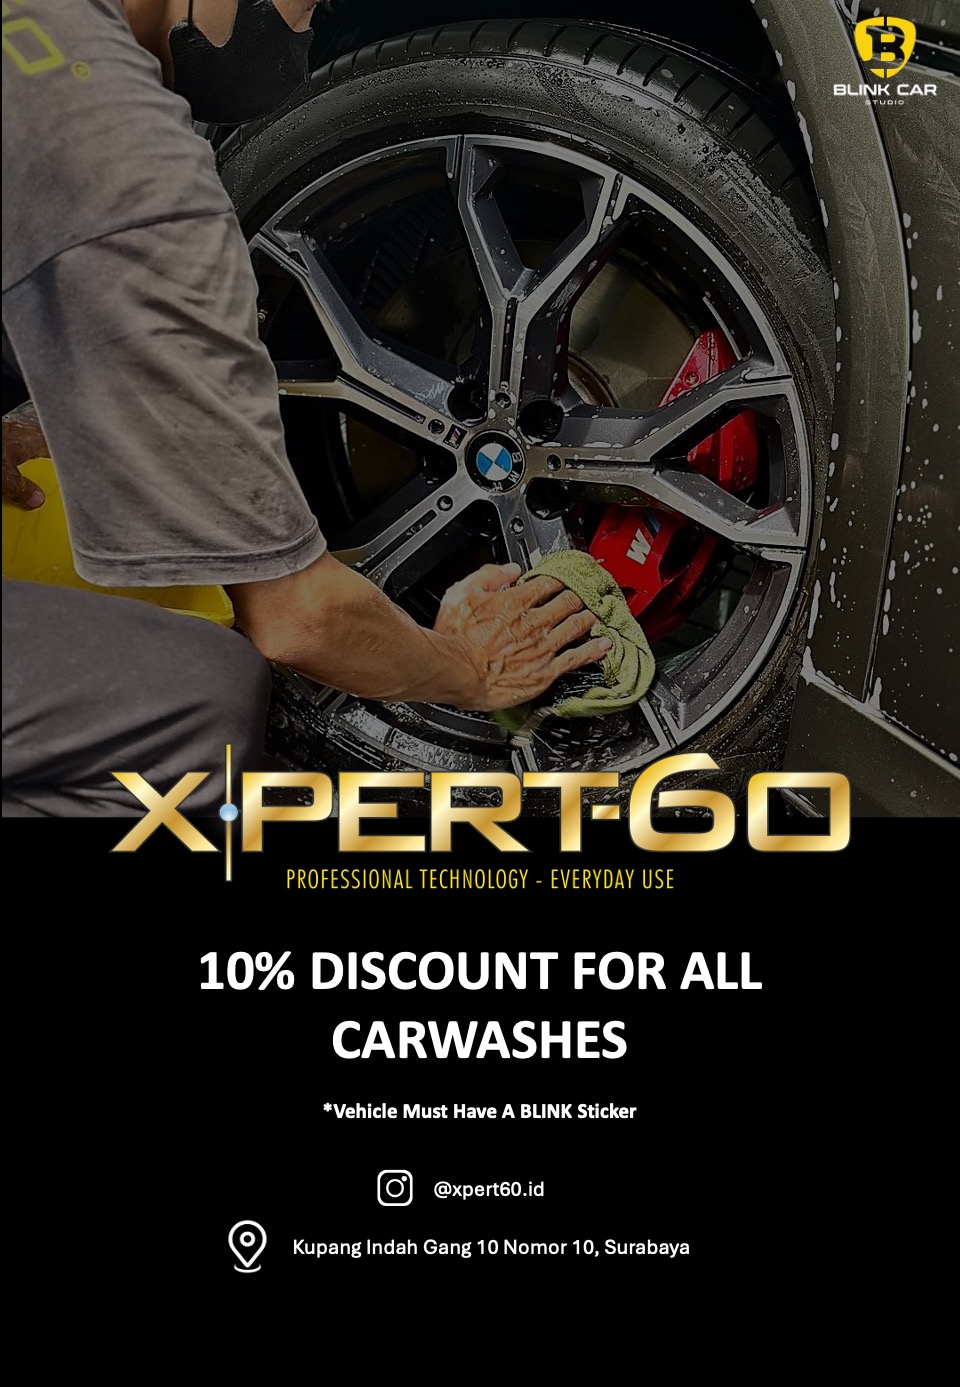 BLINK CAR
STUDIO
BMW
M
X-PERT-60
PROFESSIONAL TECHNOLOGY - EVERYDAY USE
10% DISCOUNT FOR ALL
CARWASHES
*Vehicle Must Have A BLINK Sticker
@xpert60.id
Kupang Indah Gang 10 Nomor 10, Surabaya